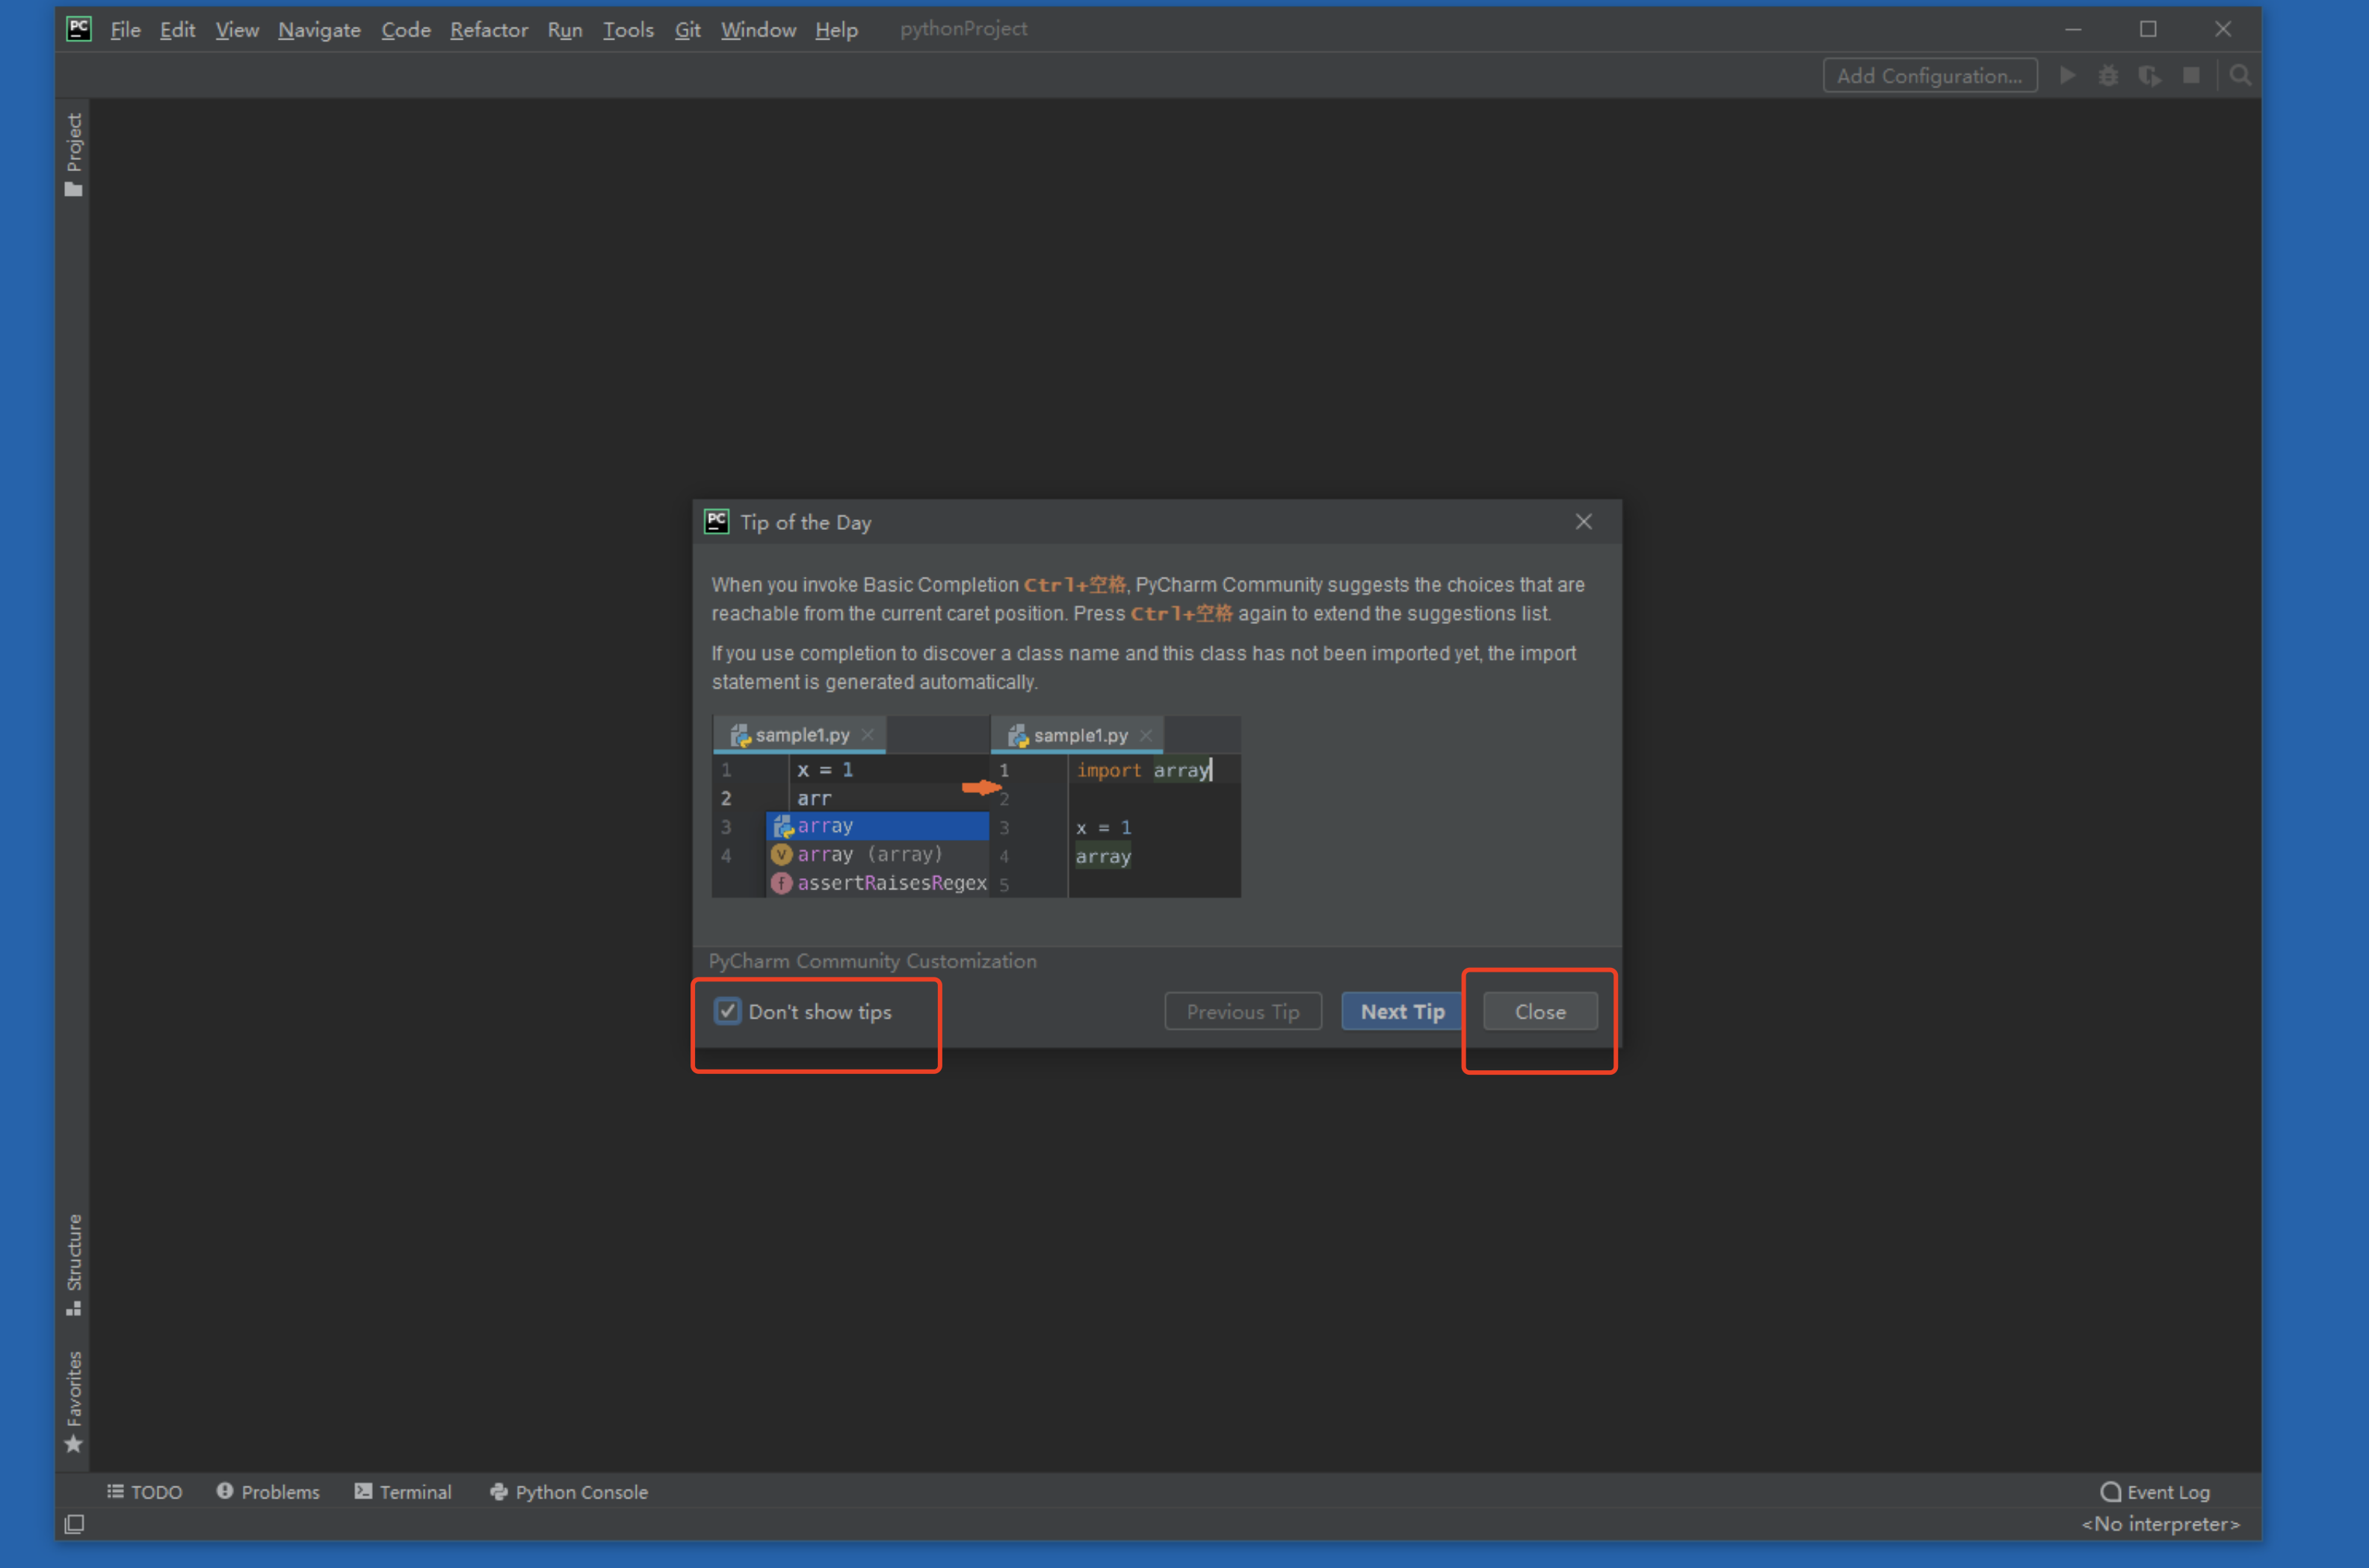 PC File Edit View Navigate Code Refactor Run Tools Git Window Help pythonProject
Add Configuration...
Project
PC Tip of the Day
When you invoke Basic Completion Ctrl+空格, PyCharm Community suggests the choices that are
reachable from the current caret position. Press Ctrl+空格 again to extend the suggestions list.
If you use completion to discover a class name and this class has not been imported yet, the import
statement is generated automatically.
sample1.py
1 x = 1
2 arr
3 array
4 v array (array)
f assertRaisesRegex
sample1.py
1 import array
2
3 x = 1
4 array
5
PyCharm Community Customization
Don't show tips
Previous Tip Next Tip Close
Structure
Favorites
TODO Problems Terminal Python Console Event Log
<No interpreter>